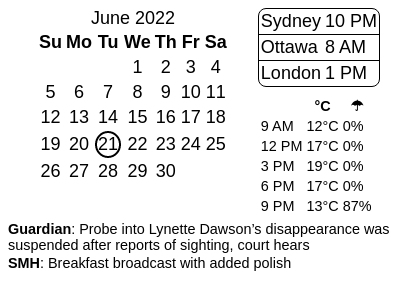 June 2022
Su Mo Tu We Th Fr Sa
1 2 3 4
5 6 7 8 9 10 11
12 13 14 15 16 17 18
19 20 21 22 23 24 25
26 27 28 29 30
Sydney 10 PM
Ottawa 8 AM
London 1 PM
°C ☂
9 AM 12°C 0%
12 PM 17°C 0%
3 PM 19°C 0%
6 PM 17°C 0%
9 PM 13°C 87%
Guardian: Probe into Lynette Dawson's disappearance was
suspended after reports of sighting, court hears
SMH: Breakfast broadcast with added polish